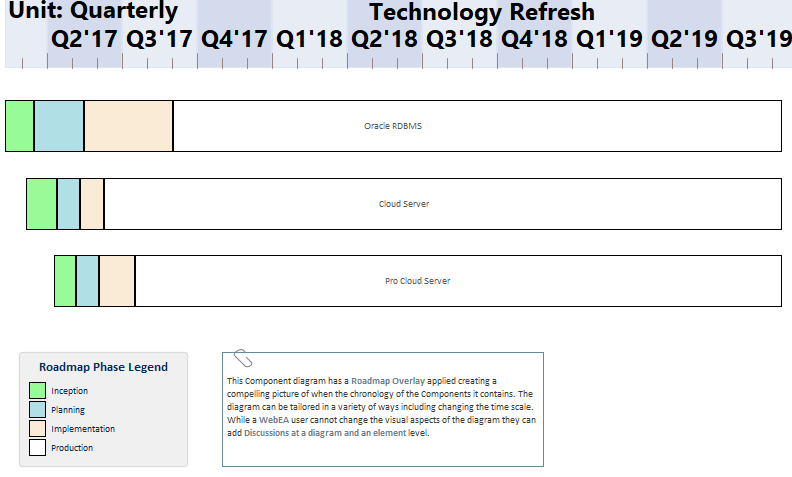 Unit: Quarterly
Technology Refresh
Q2'17 Q3'17 Q4'17 Q1'18 Q2'18 Q3'18 Q4'18 Q1'19 Q2'19 Q3'19
Oracle RDBMS
Cloud Server
Pro Cloud Server
Roadmap Phase Legend
Inception
Planning
Implementation
Production
This Component diagram has a Roadmap Overlay applied creating a
compelling picture of when the chronology of the Components it contains. The
diagram can be tailored in a variety of ways including changing the time scale.
While a WebEA user cannot change the visual aspects of the diagram they can
add Discussions at a diagram and an element level.